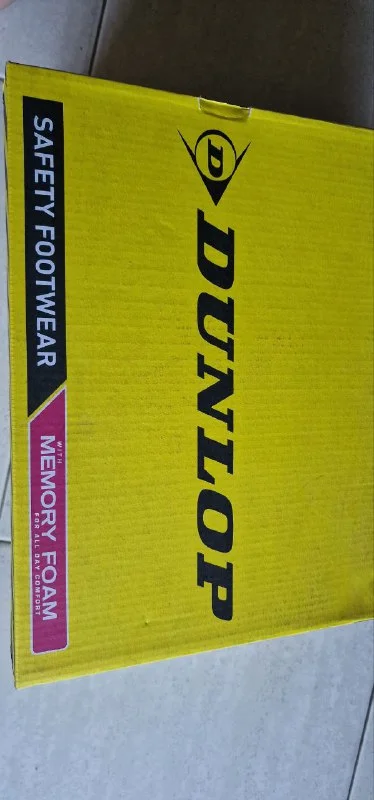 D
DUNLOP
SAFETY FOOTWEAR
WITH
MEMORY FOAM
FOR ALL DAY COMFORT